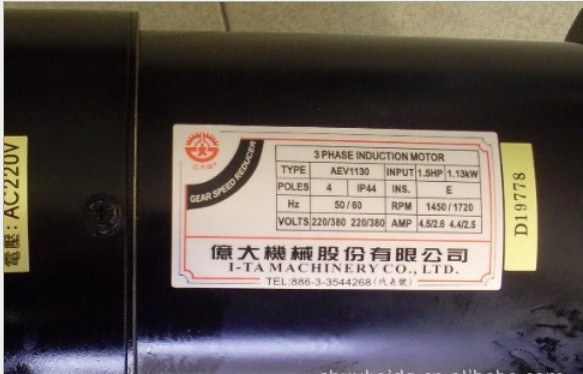 電壓：AC220V
GEAR SPEED REDUCER
3 PHASE INDUCTION MOTOR
TYPE AEV1130 INPUT 1.5HP 1.13kW
POLES 4 IP44 INS. E
Hz 50/60 RPM 1450/1720
VOLTS 220/380 220/380 AMP 4.5/2.6 4.4/2.5
億大機械股份有限公司
I-TA MACHINERY CO., LTD.
TEL:886-3-3544268(代表號)
D19778